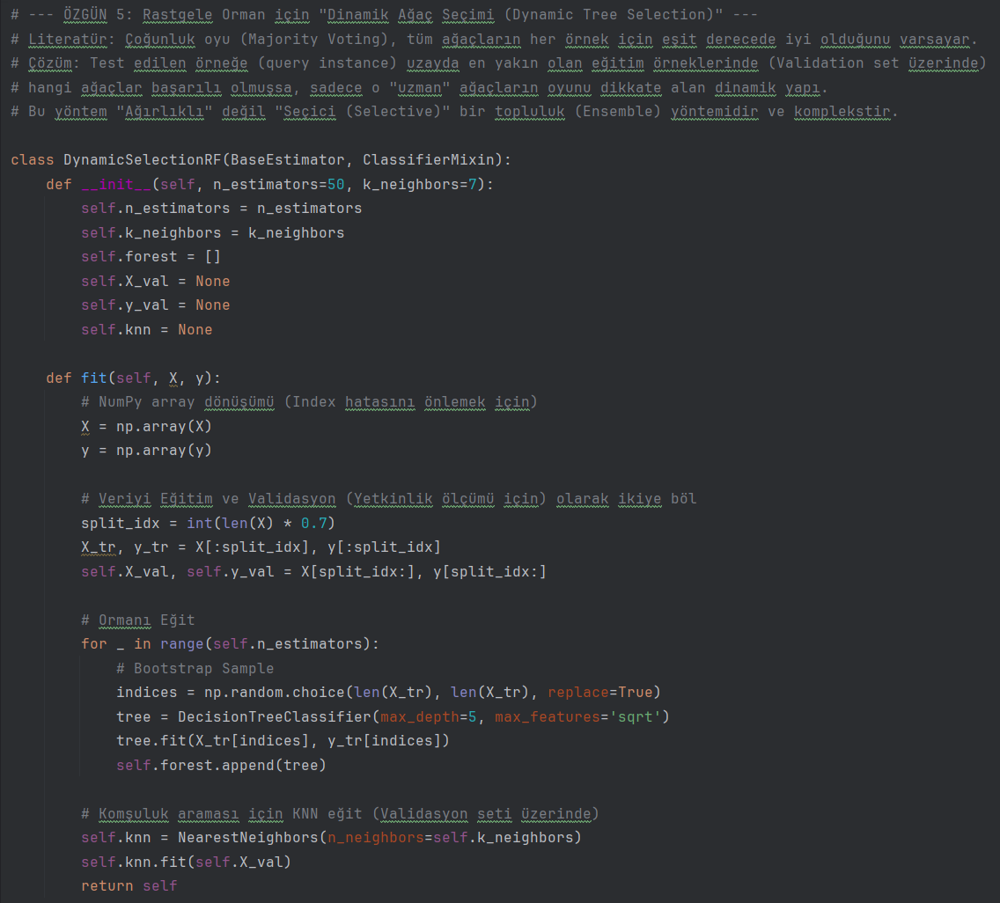 # --- ÖZGÜN 5: Rastgele Orman için "Dinamik Ağaç Seçimi (Dynamic Tree Selection)" ---
# Literatür: Çoğunluk oyu (Majority Voting), tüm ağaçların her örnek için eşit derecede iyi olduğunu varsayar.
# Çözüm: Test edilen örneğe (query instance) uzayda en yakın olan eğitim örneklerinde (Validation set üzerinde)
# hangi ağaçlar başarılı olmuşsa, sadece o "uzman" ağaçların oyunu dikkate alan dinamik yapı.
# Bu yöntem "Ağırlıklı" değil "Seçici (Selective)" bir topluluk (Ensemble) yöntemidir ve komplekstir.

class DynamicSelectionRF(BaseEstimator, ClassifierMixin):
    def __init__(self, n_estimators=50, k_neighbors=7):
        self.n_estimators = n_estimators
        self.k_neighbors = k_neighbors
        self.forest = []
        self.X_val = None
        self.y_val = None
        self.knn = None

    def fit(self, X, y):
        # NumPy array dönüşümü (Index hatasını önlemek için)
        X = np.array(X)
        y = np.array(y)

        # Veriyi Eğitim ve Validasyon (Yetkinlik ölçümü için) olarak ikiye böl
        split_idx = int(len(X) * 0.7)
        X_tr, y_tr = X[:split_idx], y[:split_idx]
        self.X_val, self.y_val = X[split_idx:], y[split_idx:]

        # Ormanı Eğit
        for _ in range(self.n_estimators):
            # Bootstrap Sample
            indices = np.random.choice(len(X_tr), len(X_tr), replace=True)
            tree = DecisionTreeClassifier(max_depth=5, max_features='sqrt')
            tree.fit(X_tr[indices], y_tr[indices])
            self.forest.append(tree)

        # Komşuluk araması için KNN eğit (Validasyon seti üzerinde)
        self.knn = NearestNeighbors(n_neighbors=self.k_neighbors)
        self.knn.fit(self.X_val)
        return self